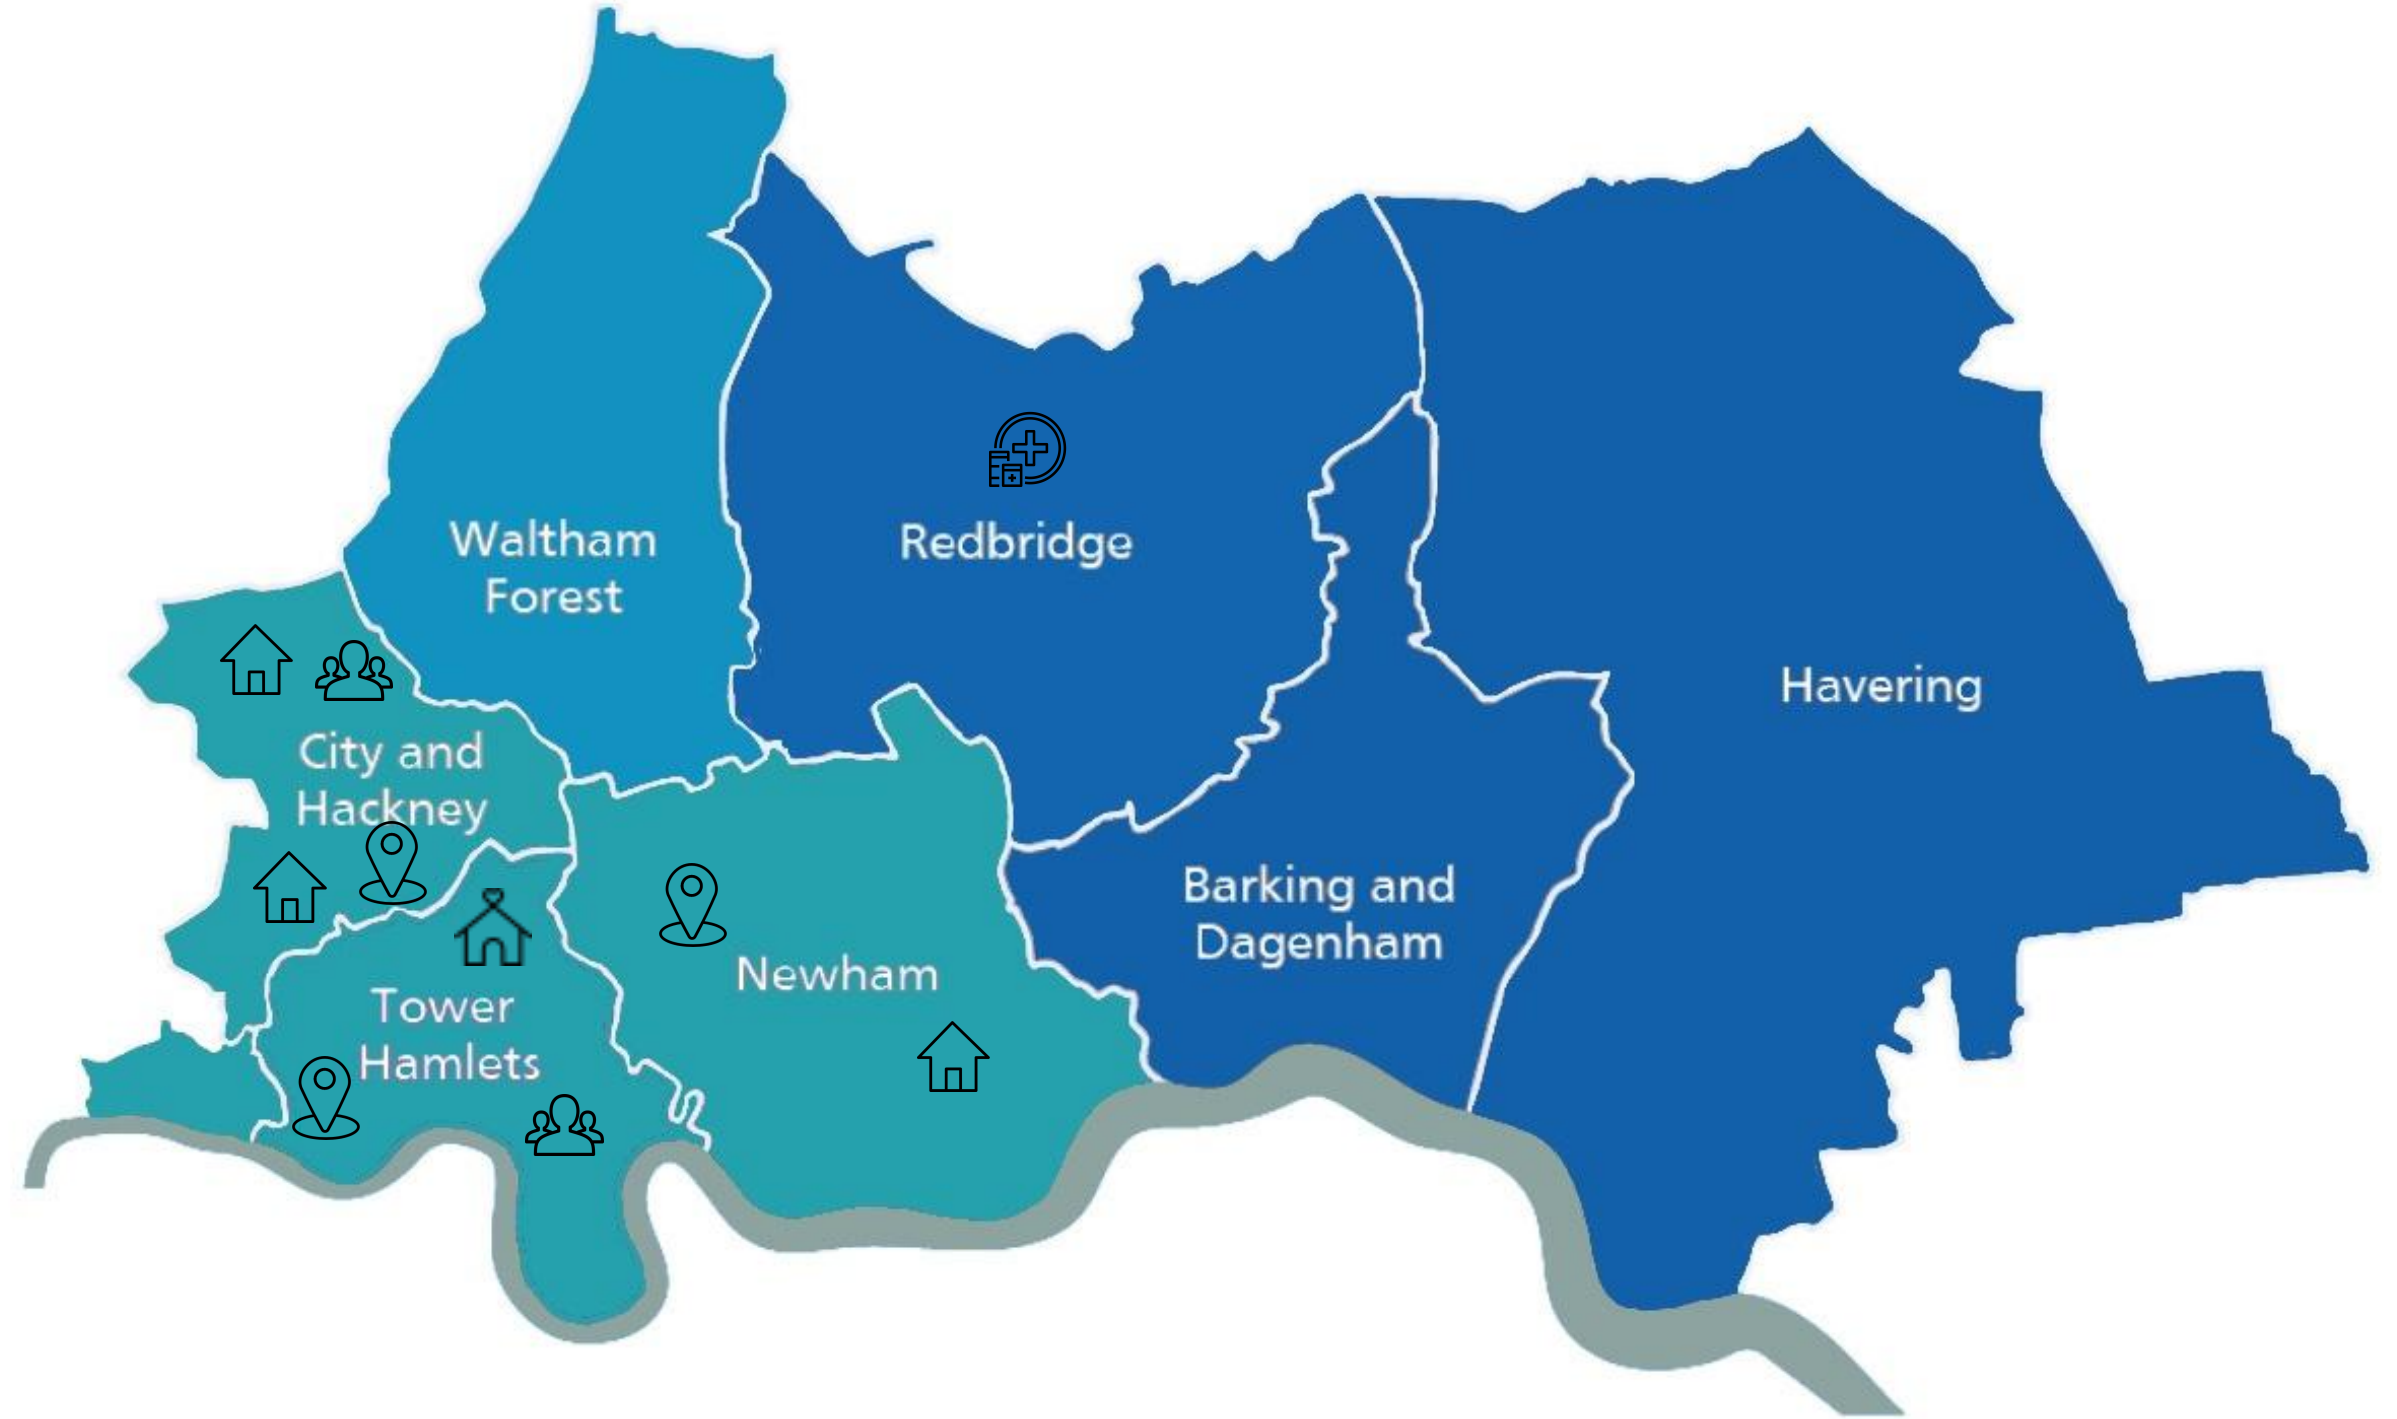 Waltham
Forest
Redbridge
Havering
City and
Hackney
Barking and
Dagenham
Newham
Tower
Hamlets